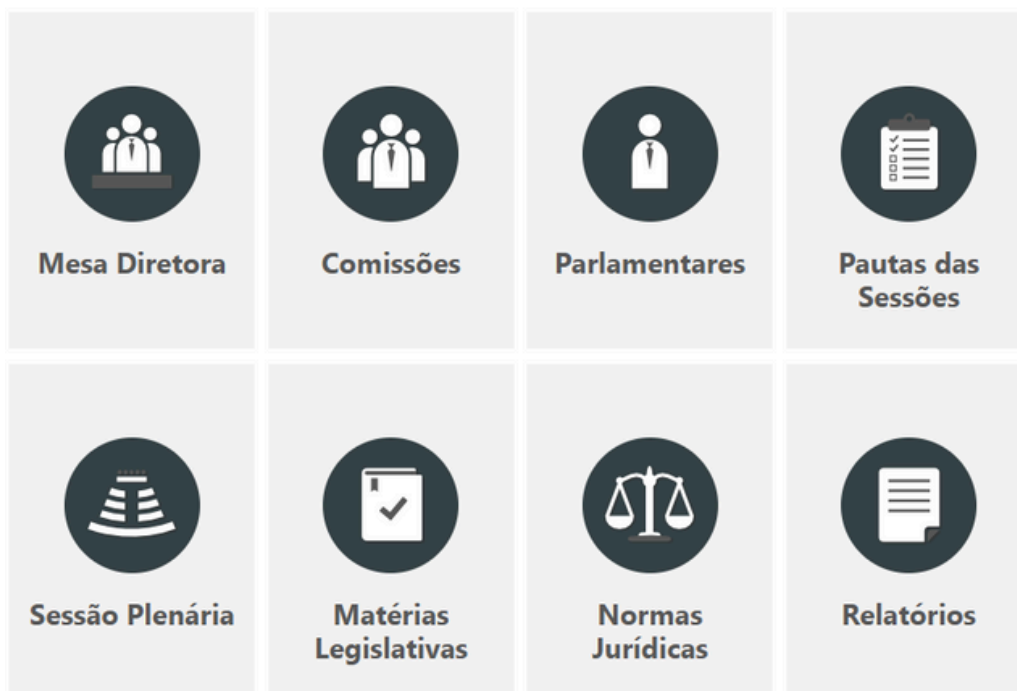 Mesa Diretora
Comissões
Parlamentares
Pautas das
Sessões
Sessão Plenária
Matérias
Legislativas
Normas
Jurídicas
Relatórios